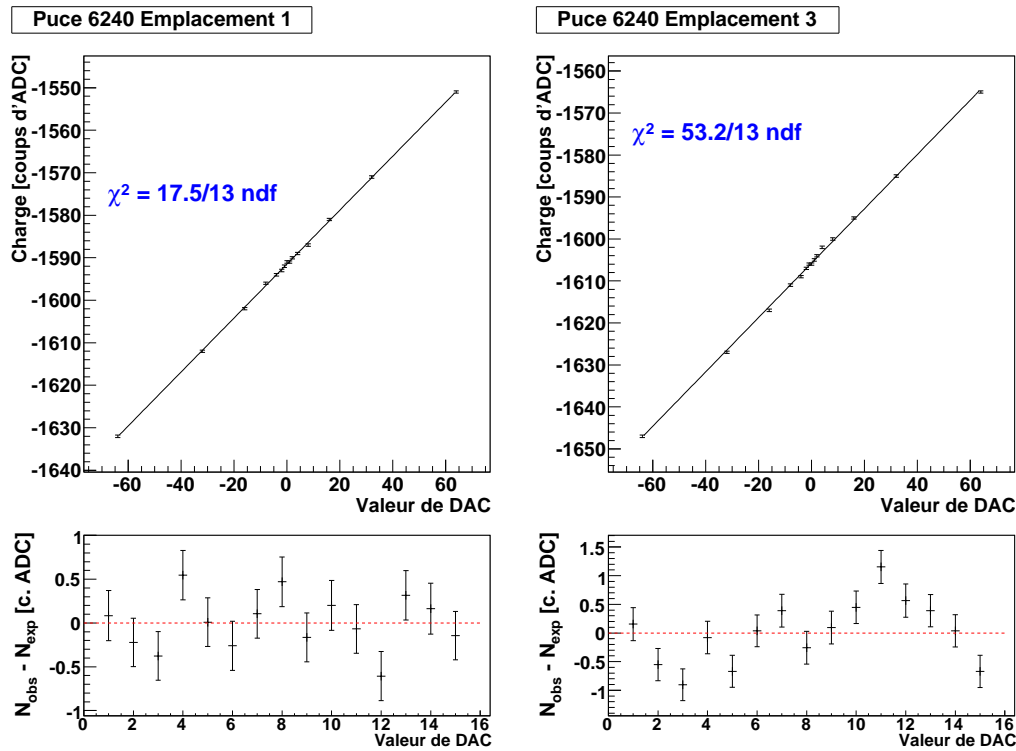 Puce 6240 Emplacement 1
Charge [coups d'ADC]
-1550
-1560
-1570
-1580
-1590
-1600
-1610
-1620
-1630
-1640
χ² = 17.5/13 ndf
-60 -40 -20 0 20 40 60
Valeur de DAC
N_obs - N_exp [c. ADC]
1
0.5
0
-0.5
-1
0 2 4 6 8 10 12 14 16
Valeur de DAC
Puce 6240 Emplacement 3
Charge [coups d'ADC]
-1560
-1570
-1580
-1590
-1600
-1610
-1620
-1630
-1640
-1650
χ² = 53.2/13 ndf
-60 -40 -20 0 20 40 60
Valeur de DAC
N_obs - N_exp [c. ADC]
1.5
1
0.5
0
-0.5
-1
0 2 4 6 8 10 12 14 16
Valeur de DAC